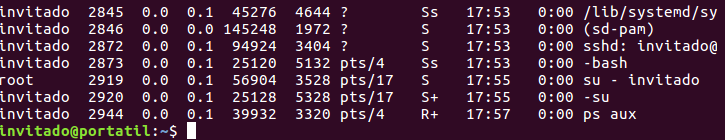 invitado 2845 0.0 0.1 45276 4644 ? Ss 17:53 0:00 /lib/systemd/sy
invitado 2846 0.0 0.0 145248 1972 ? S 17:53 0:00 (sd-pam)
invitado 2872 0.0 0.1 94924 3404 ? S 17:53 0:00 sshd: invitado@
invitado 2873 0.0 0.1 25120 5132 pts/4 Ss 17:53 0:00 -bash
root 2919 0.0 0.1 56904 3528 pts/17 S 17:55 0:00 su - invitado
invitado 2920 0.0 0.1 25128 5328 pts/17 S+ 17:55 0:00 -su
invitado 2944 0.0 0.1 39932 3320 pts/4 R+ 17:57 0:00 ps aux
invitado@portatil:~$